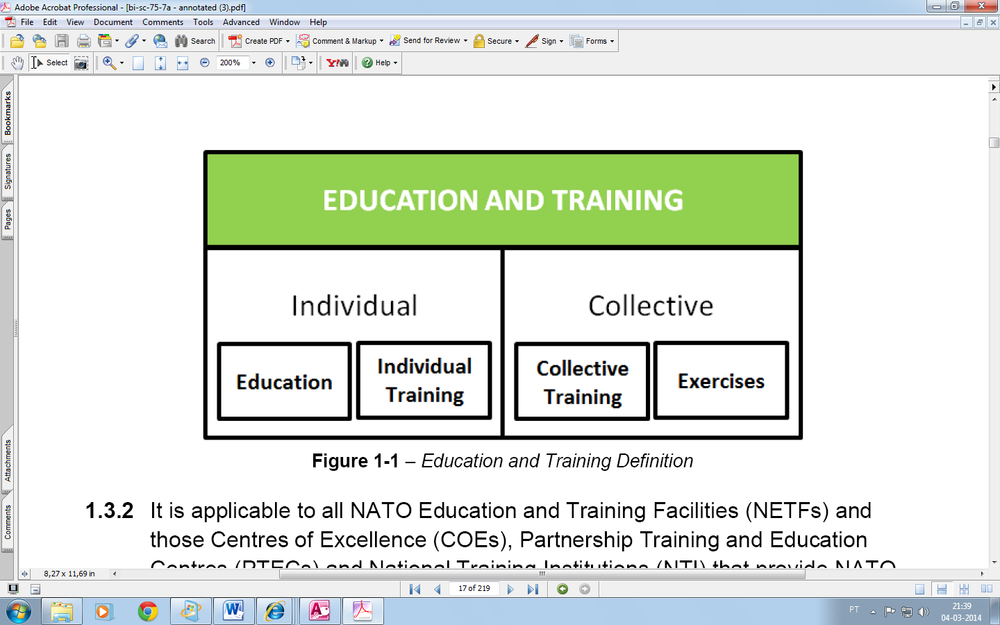 Adobe Acrobat Professional - [bi-sc-75-7a - annotated (3).pdf]
File Edit View Document Comments Tools Advanced Window Help
Search Create PDF Comment & Markup Send for Review Secure Sign Forms
Select 200% Y! Help
Bookmarks
Signatures
Pages
Attachments
Comments
EDUCATION AND TRAINING
Individual Collective
Education
Individual
Training
Collective
Training
Exercises
Figure 1-1 – Education and Training Definition
1.3.2 It is applicable to all NATO Education and Training Facilities (NETFs) and
those Centres of Excellence (COEs), Partnership Training and Education
Centres (PTECs) and National Training Institutions (NTI) that provide NATO
8,27 x 11,69 in
17 of 219
PT 21:39
04-03-2014